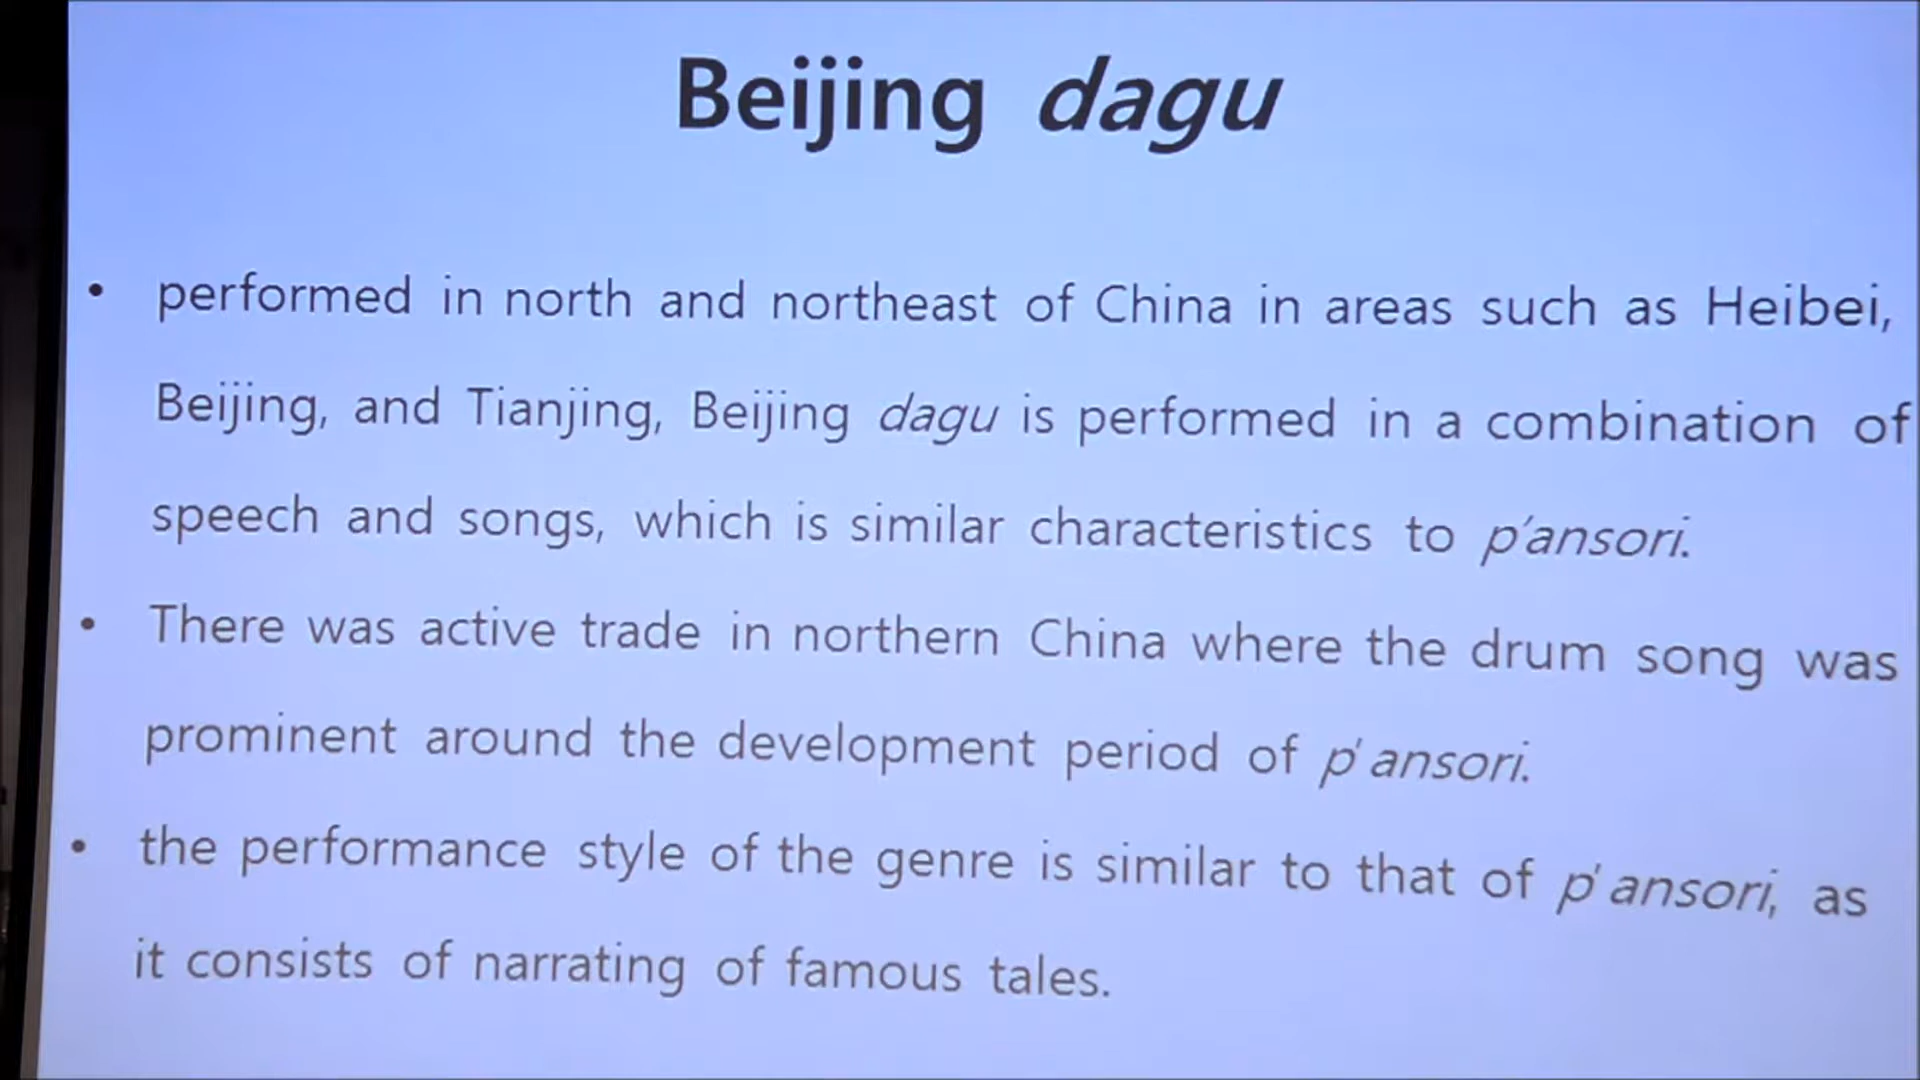 Beijing dagu
• performed in north and northeast of China in areas such as Heibei,
Beijing, and Tianjing, Beijing dagu is performed in a combination of
speech and songs, which is similar characteristics to p'ansori.
• There was active trade in northern China where the drum song was
prominent around the development period of p' ansori.
• the performance style of the genre is similar to that of p' ansori, as
it consists of narrating of famous tales.